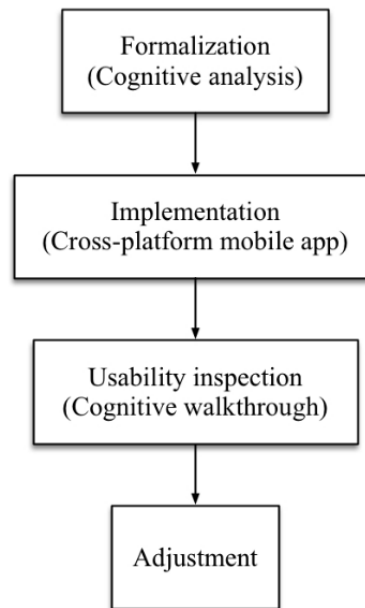 Formalization
(Cognitive analysis)
Implementation
(Cross-platform mobile app)
Usability inspection
(Cognitive walkthrough)
Adjustment